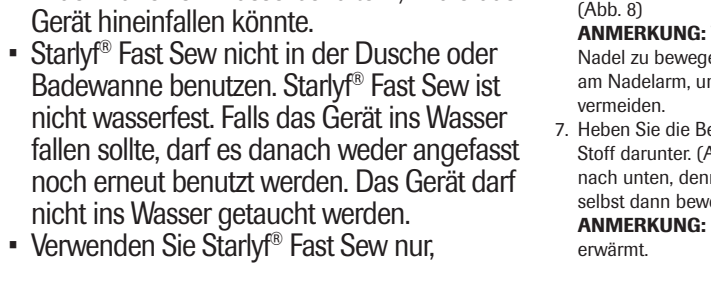 Gerät hineinfallen könnte.
▪ Starlyf® Fast Sew nicht in der Dusche oder
Badewanne benutzen. Starlyf® Fast Sew ist
nicht wasserfest. Falls das Gerät ins Wasser
fallen sollte, darf es danach weder angefasst
noch erneut benutzt werden. Das Gerät darf
nicht ins Wasser getaucht werden.
▪ Verwenden Sie Starlyf® Fast Sew nur,
(Abb. 8)
ANMERKUNG:
Nadel zu bewege
am Nadelarm, u
vermeiden.
7. Heben Sie die Be
Stoff darunter. (A
nach unten, den
selbst dann bew
ANMERKUNG:
erwärmt.